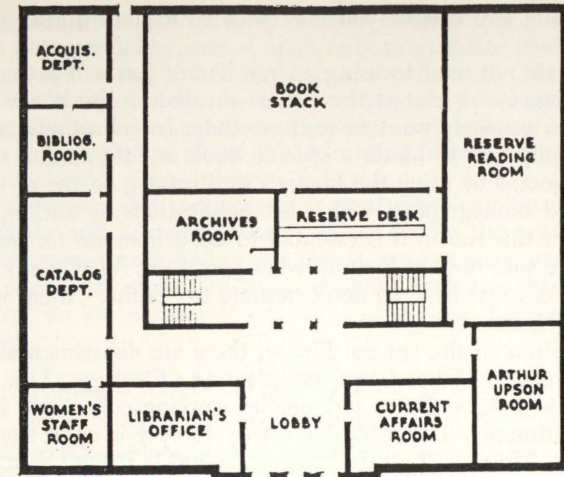 ACQUIS.
DEPT.
BOOK
STACK
BIBLIOG.
ROOM
RESERVE
READING
ROOM
ARCHIVES
ROOM
RESERVE DESK
CATALOG
DEPT.
WOMEN'S
STAFF
ROOM
LIBRARIAN'S
OFFICE
LOBBY
CURRENT
AFFAIRS
ROOM
ARTHUR
UPSON
ROOM